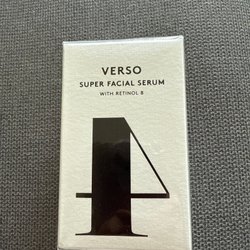 VERSO
SUPER FACIAL SERUM
WITH RETINOL 8
4